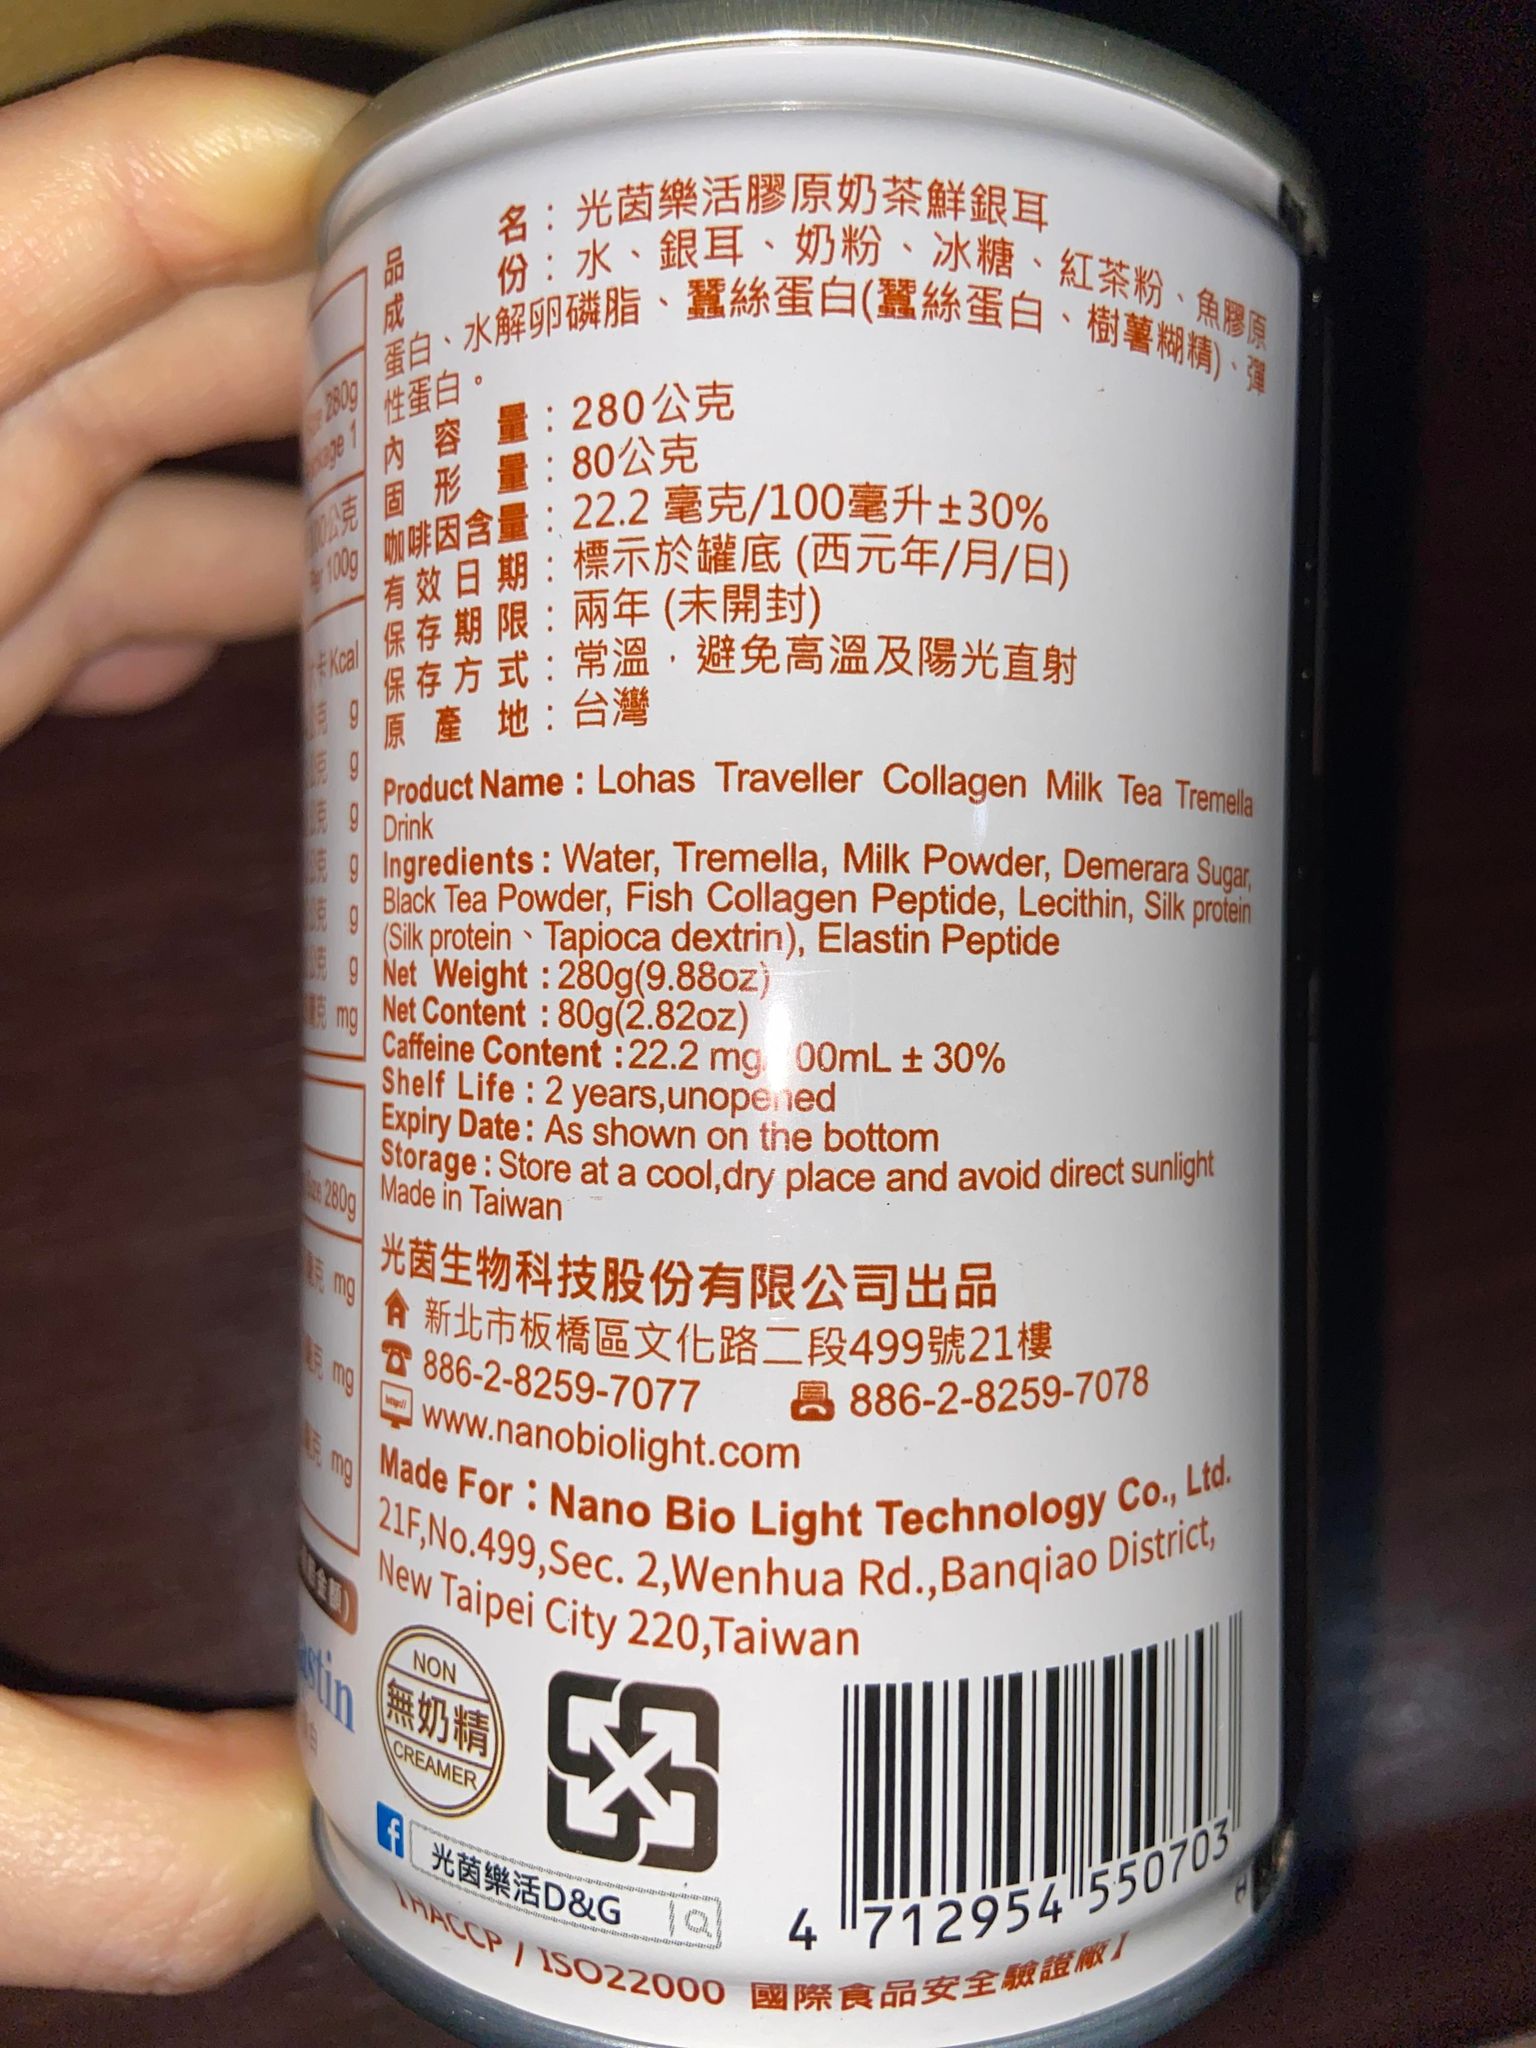 品名：光茵樂活膠原奶茶鮮銀耳
成份：水、銀耳、奶粉、冰糖、紅茶粉、魚膠原
蛋白、水解卵磷脂、蠶絲蛋白(蠶絲蛋白、樹薯糊精)、彈
性蛋白。
內容量：280公克
固形量：80公克
咖啡因含量：22.2 毫克/100毫升±30%
有效日期：標示於罐底 (西元年/月/日)
保存期限：兩年 (未開封)
保存方式：常溫，避免高溫及陽光直射
原產地：台灣
Product Name : Lohas Traveller Collagen Milk Tea Tremella
Drink
Ingredients : Water, Tremella, Milk Powder, Demerara Sugar,
Black Tea Powder, Fish Collagen Peptide, Lecithin, Silk protein
(Silk protein、Tapioca dextrin), Elastin Peptide
Net Weight : 280g(9.88oz)
Net Content : 80g(2.82oz)
Caffeine Content : 22.2 mg 00mL ± 30%
Shelf Life : 2 years,unopened
Expiry Date : As shown on the bottom
Storage : Store at a cool,dry place and avoid direct sunlight
Made in Taiwan
光茵生物科技股份有限公司出品
新北市板橋區文化路二段499號21樓
886-2-8259-7077 886-2-8259-7078
http://
www.nanobiolight.com
Made For : Nano Bio Light Technology Co., Ltd.
21F,No.499,Sec. 2,Wenhua Rd.,Banqiao District,
New Taipei City 220,Taiwan
NON
無奶精
CREAMER
f 光茵樂活D&G
4 712954 550703
【HACCP / ISO22000 國際食品安全驗證廠】
280g
1
公克
100g
Kcal
g
g
g
g
g
g
mg
280g
mg
mg
mg